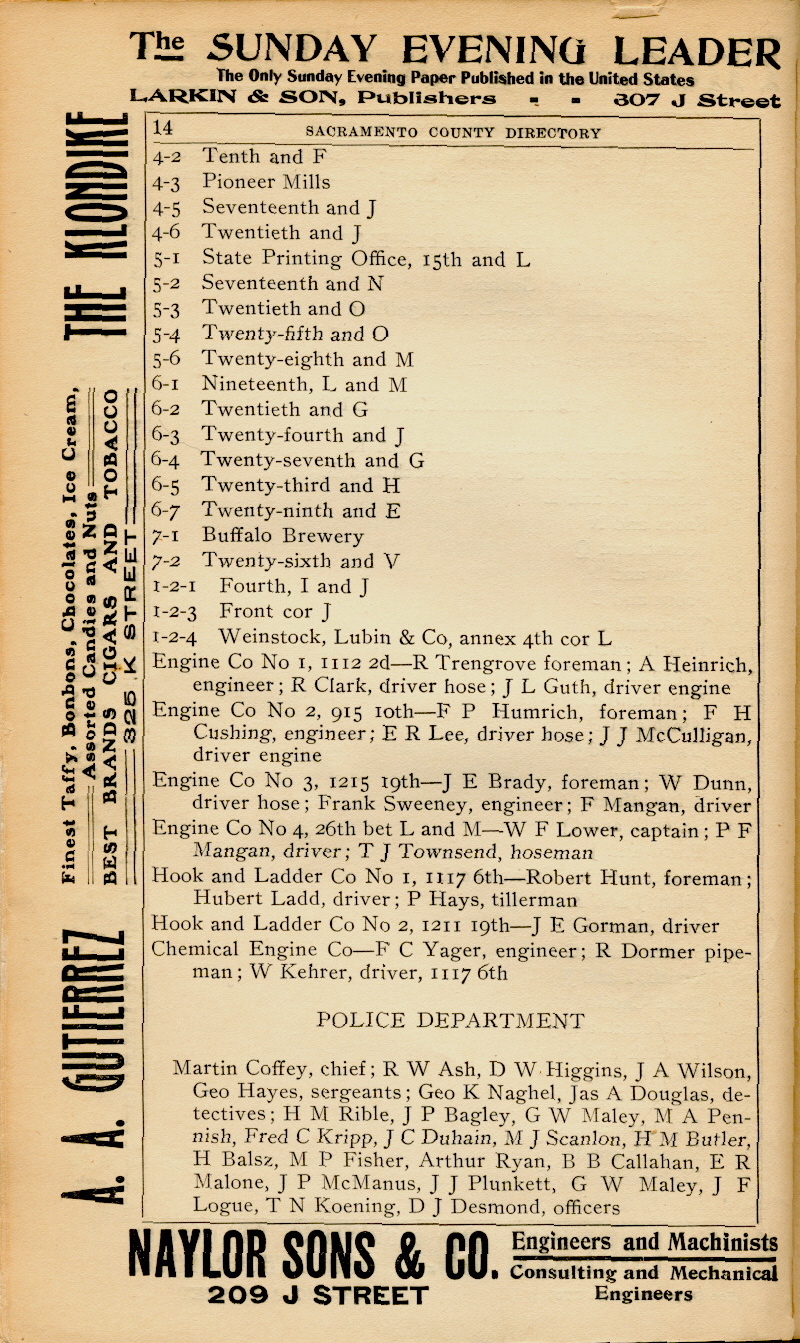 The SUNDAY EVENING LEADER
The Only Sunday Evening Paper Published in the United States
LARKIN & SON, Publishers - - 307 J Street
14 SACRAMENTO COUNTY DIRECTORY
4-2 Tenth and F
4-3 Pioneer Mills
4-5 Seventeenth and J
4-6 Twentieth and J
5-1 State Printing Office, 15th and L
5-2 Seventeenth and N
5-3 Twentieth and O
5-4 Twenty-fifth and O
5-6 Twenty-eighth and M
6-1 Nineteenth, L and M
6-2 Twentieth and G
6-3 Twenty-fourth and J
6-4 Twenty-seventh and G
6-5 Twenty-third and H
6-7 Twenty-ninth and E
7-1 Buffalo Brewery
7-2 Twenty-sixth and V
1-2-1 Fourth, I and J
1-2-3 Front cor J
1-2-4 Weinstock, Lubin & Co, annex 4th cor L
Engine Co No 1, 1112 2d—R Trengrove foreman; A Heinrich,
engineer; R Clark, driver hose; J L Guth, driver engine
Engine Co No 2, 915 10th—F P Humrich, foreman; F H
Cushing, engineer; E R Lee, driver hose; J J McCulligan,
driver engine
Engine Co No 3, 1215 19th—J E Brady, foreman; W Dunn,
driver hose; Frank Sweeney, engineer; F Mangan, driver
Engine Co No 4, 26th bet L and M—W F Lower, captain; P F
Mangan, driver; T J Townsend, hoseman
Hook and Ladder Co No 1, 1117 6th—Robert Hunt, foreman;
Hubert Ladd, driver; P Hays, tillerman
Hook and Ladder Co No 2, 1211 19th—J E Gorman, driver
Chemical Engine Co—F C Yager, engineer; R Dormer pipe-
man; W Kehrer, driver, 1117 6th
POLICE DEPARTMENT
Martin Coffey, chief; R W Ash, D W Higgins, J A Wilson,
Geo Hayes, sergeants; Geo K Naghel, Jas A Douglas, de-
tectives; H M Rible, J P Bagley, G W Maley, M A Pen-
nish, Fred C Kripp, J C Duhain, M J Scanlon, H M Butler,
H Balsz, M P Fisher, Arthur Ryan, B B Callahan, E R
Malone, J P McManus, J J Plunkett, G W Maley, J F
Logue, T N Koening, D J Desmond, officers
A. A. GUTIERREZ THE KLONDIKE
Finest Taffy, Bonbons, Chocolates, Ice Cream,
Assorted Candies and Nuts
BEST BRANDS CIGARS AND TOBACCO
325 K STREET
NAYLOR SONS & CO. Engineers and Machinists
Consulting and Mechanical
209 J STREET Engineers